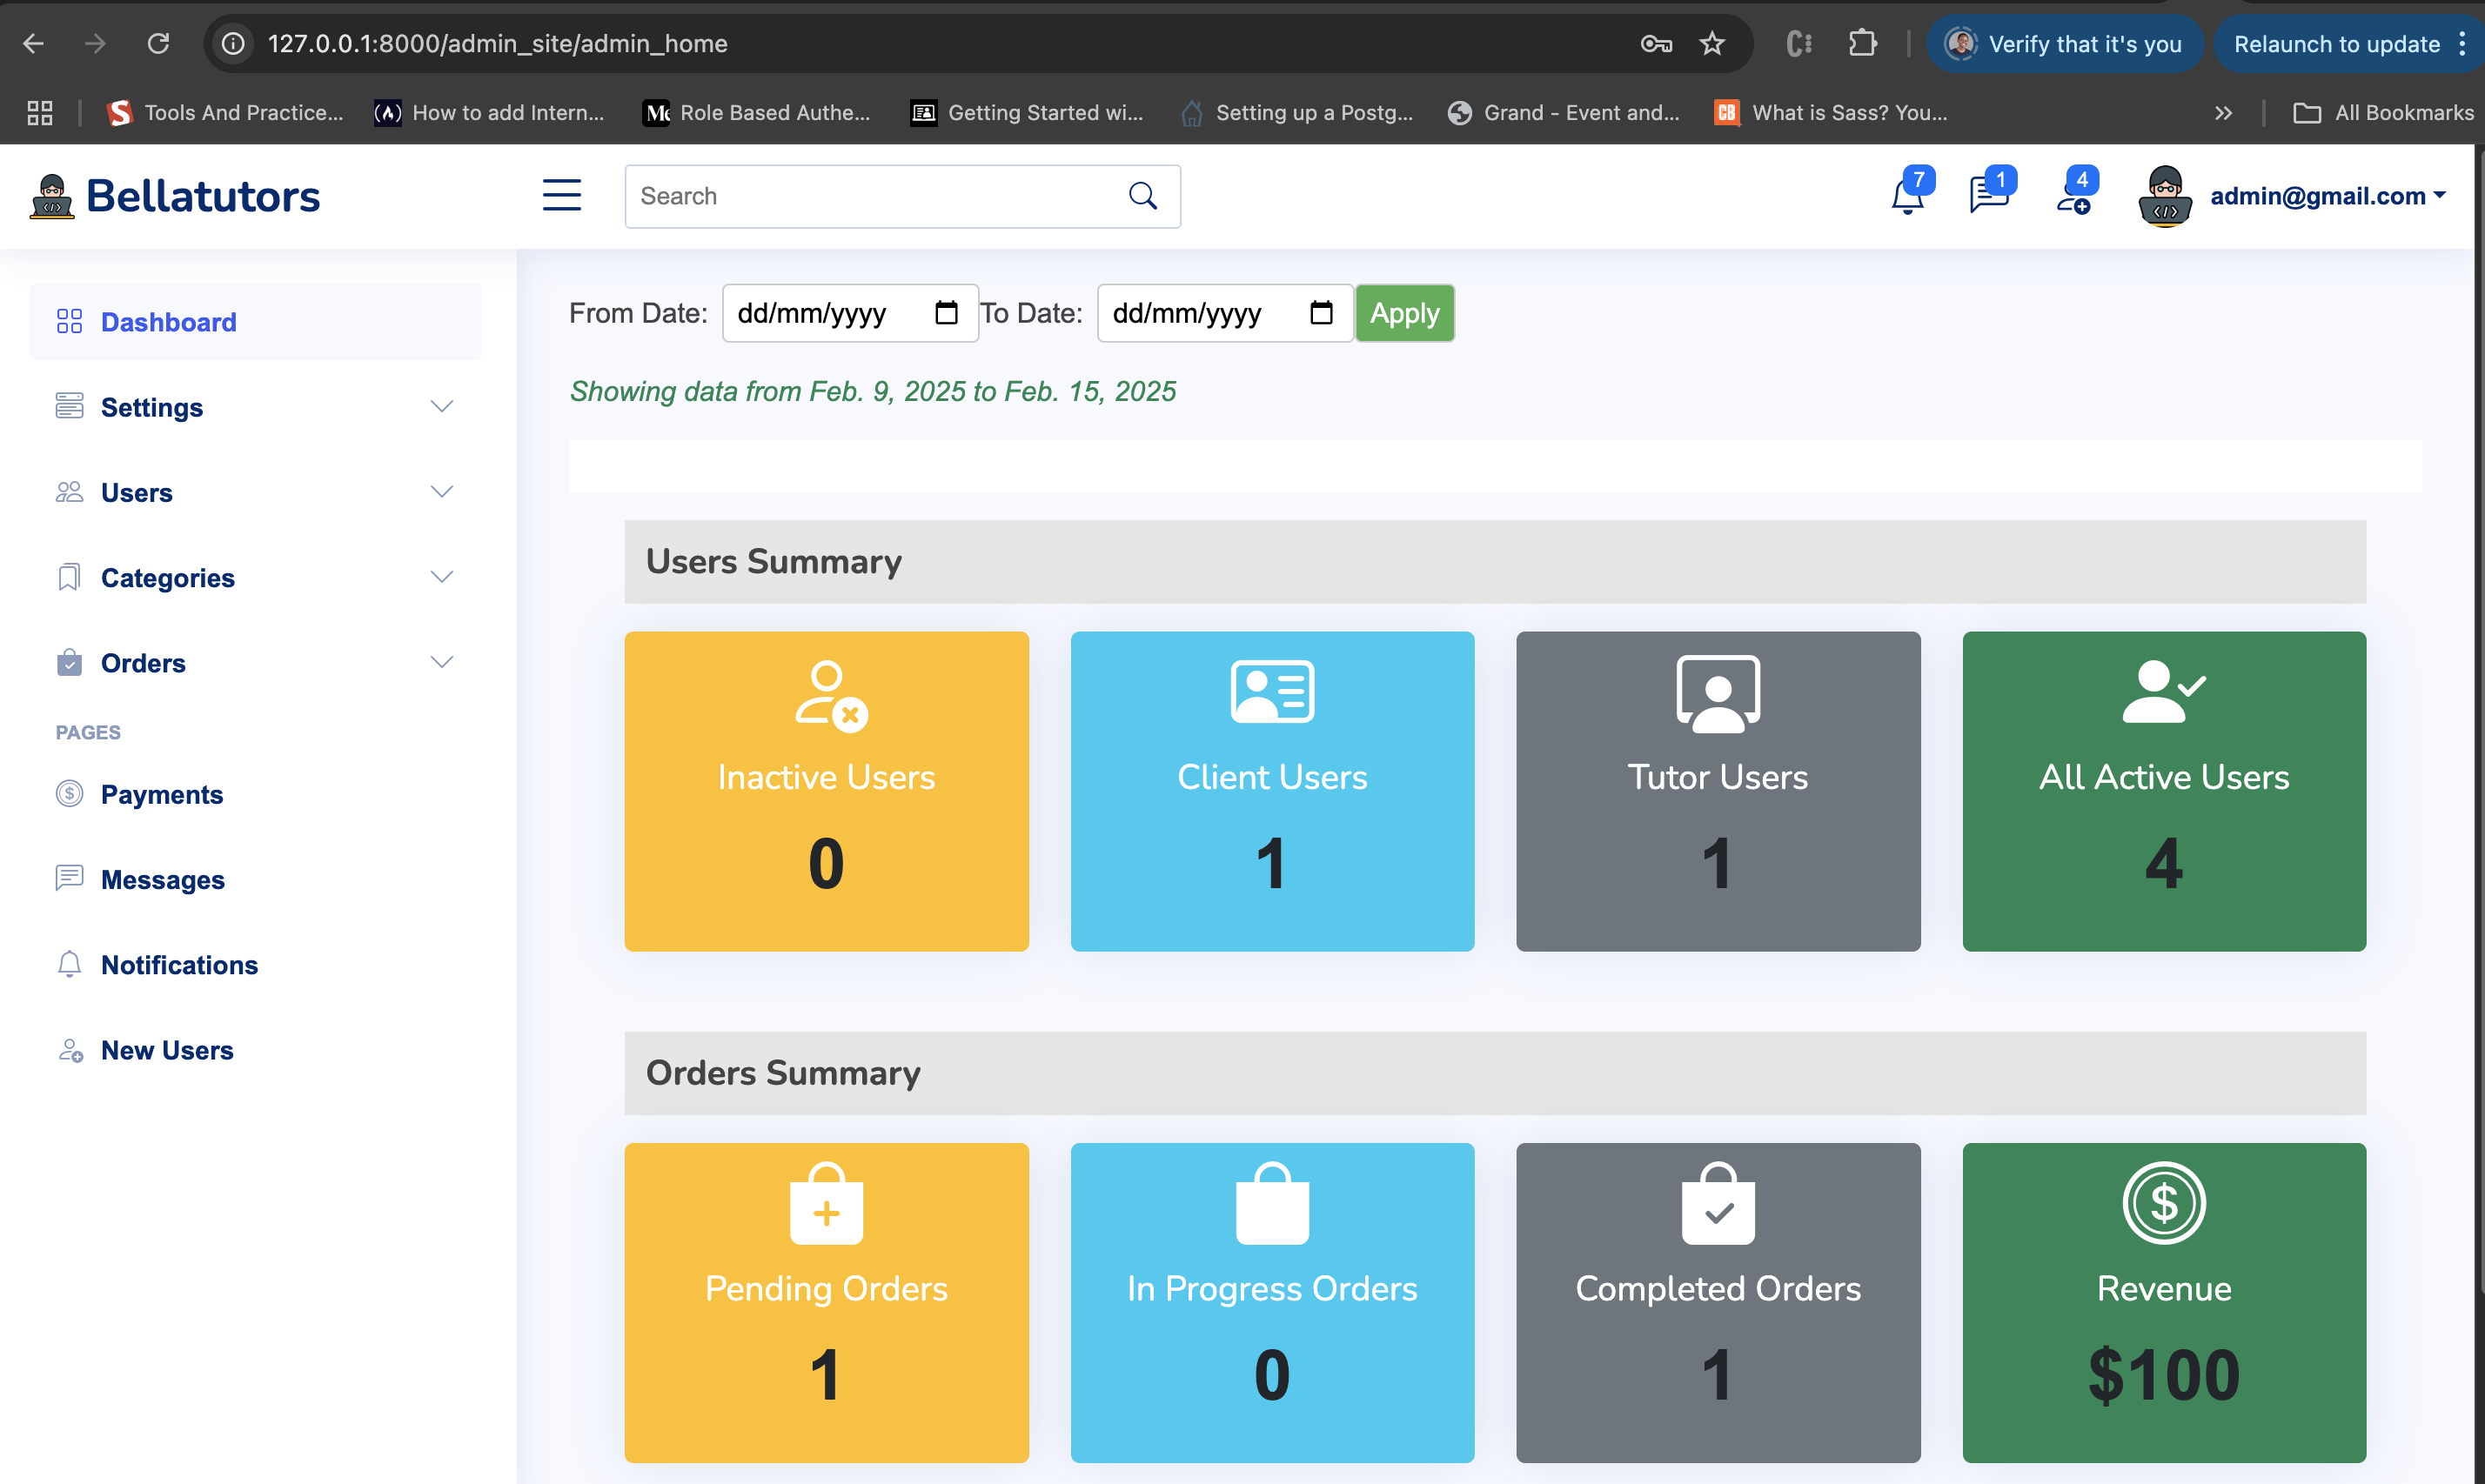 127.0.0.1:8000/admin_site/admin_home
Verify that it's you
Relaunch to update
Tools And Practice...
How to add Intern...
Role Based Authe...
Getting Started wi...
Setting up a Postg...
Grand - Event and...
What is Sass? You...
All Bookmarks
Bellatutors
Search
7
1
4
admin@gmail.com
From Date: dd/mm/yyyy To Date: dd/mm/yyyy Apply
Showing data from Feb. 9, 2025 to Feb. 15, 2025
Dashboard
Settings
Users
Categories
Orders
PAGES
Payments
Messages
Notifications
New Users
Users Summary
Inactive Users
0
Client Users
1
Tutor Users
1
All Active Users
4
Orders Summary
Pending Orders
1
In Progress Orders
0
Completed Orders
1
Revenue
$100